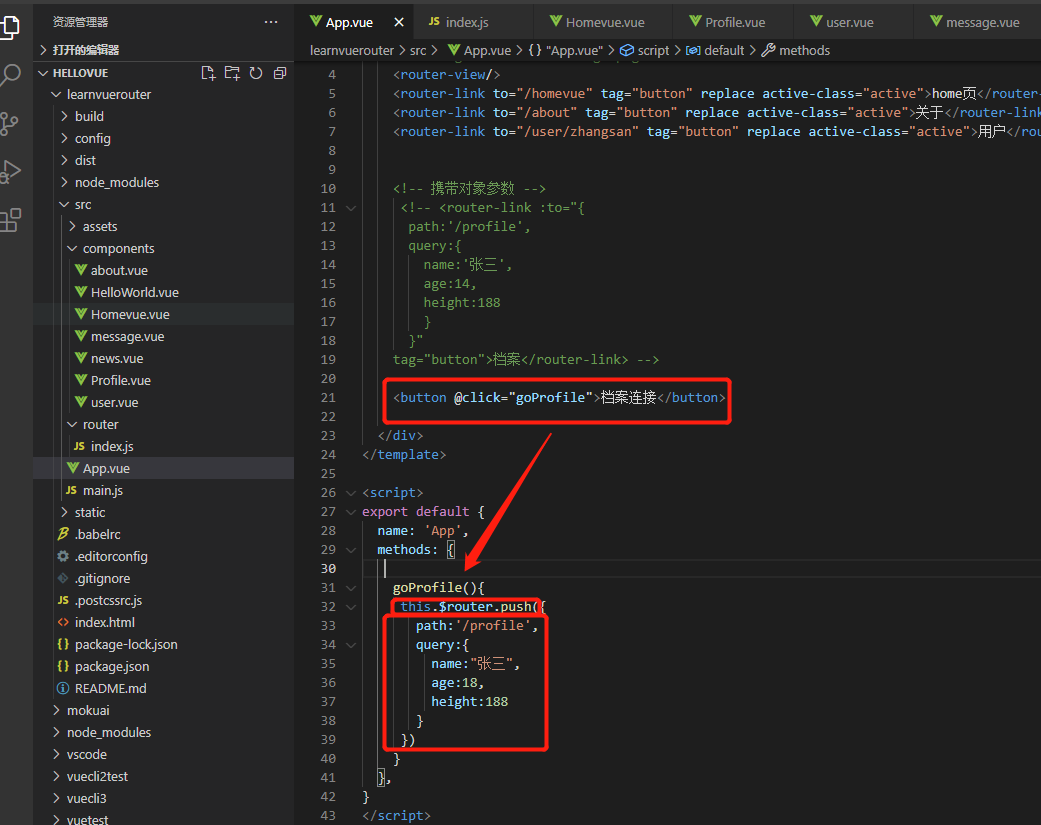 资源管理器
···
App.vue
JS index.js
Homevue.vue
Profile.vue
user.vue
message.vue
打开的编辑器
learnvuerouter > src > App.vue > {} "App.vue" > script > default > methods
HELLOVUE
learnvuerouter
build
config
dist
node_modules
src
assets
components
about.vue
HelloWorld.vue
Homevue.vue
message.vue
news.vue
Profile.vue
user.vue
router
JS index.js
App.vue
JS main.js
static
.babelrc
.editorconfig
.gitignore
JS .postcssrc.js
<> index.html
{} package-lock.json
{} package.json
README.md
mokuai
node_modules
vscode
vuecli2test
vuecli3
vuetest
4 <router-view/>
5 <router-link to="/homevue" tag="button" replace active-class="active">home页</router-
6 <router-link to="/about" tag="button" replace active-class="active">关于</router-link
7 <router-link to="/user/zhangsan" tag="button" replace active-class="active">用户</rou
8
9
10 <!-- 携带对象参数 -->
11 <!-- <router-link :to="{
12 path:'/profile',
13 query:{
14 name:'张三',
15 age:14,
16 height:188
17 }
18 }"
19 tag="button">档案</router-link> -->
20
21 <button @click="goProfile">档案连接</button>
22
23 </div>
24 </template>
25
26 <script>
27 export default {
28 name: 'App',
29 methods: {
30
31 goProfile(){
32 this.$router.push({
33 path:'/profile',
34 query:{
35 name:"张三",
36 age:18,
37 height:188
38 }
39 })
40 }
41 },
42 }
43 </script>